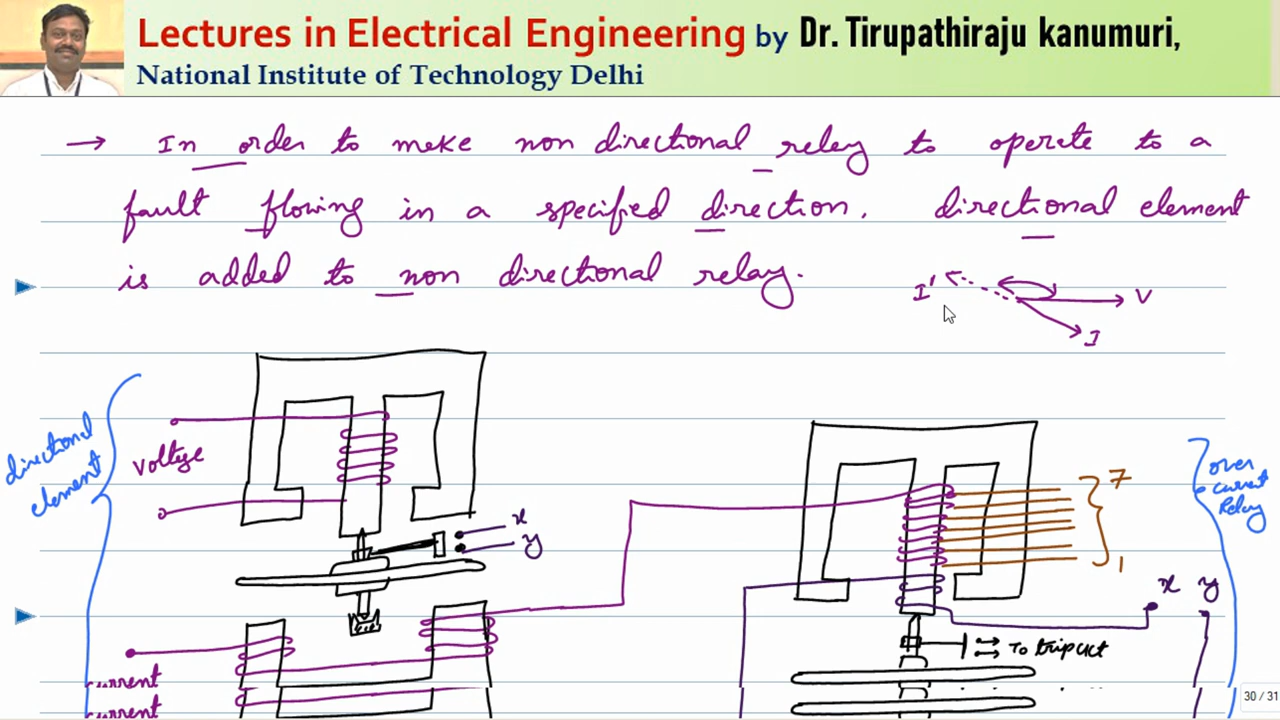 Lectures in Electrical Engineering by Dr. Tirupathiraju kanumuri,
National Institute of Technology Delhi
→ In order to make non directional relay to operate to a
fault flowing in a specified direction. directional element
is added to non directional relay.
I' V
I
directional
element
voltage
x
y
7
1
over
current
Relay
x y
To tripckt
current
current
30 / 31